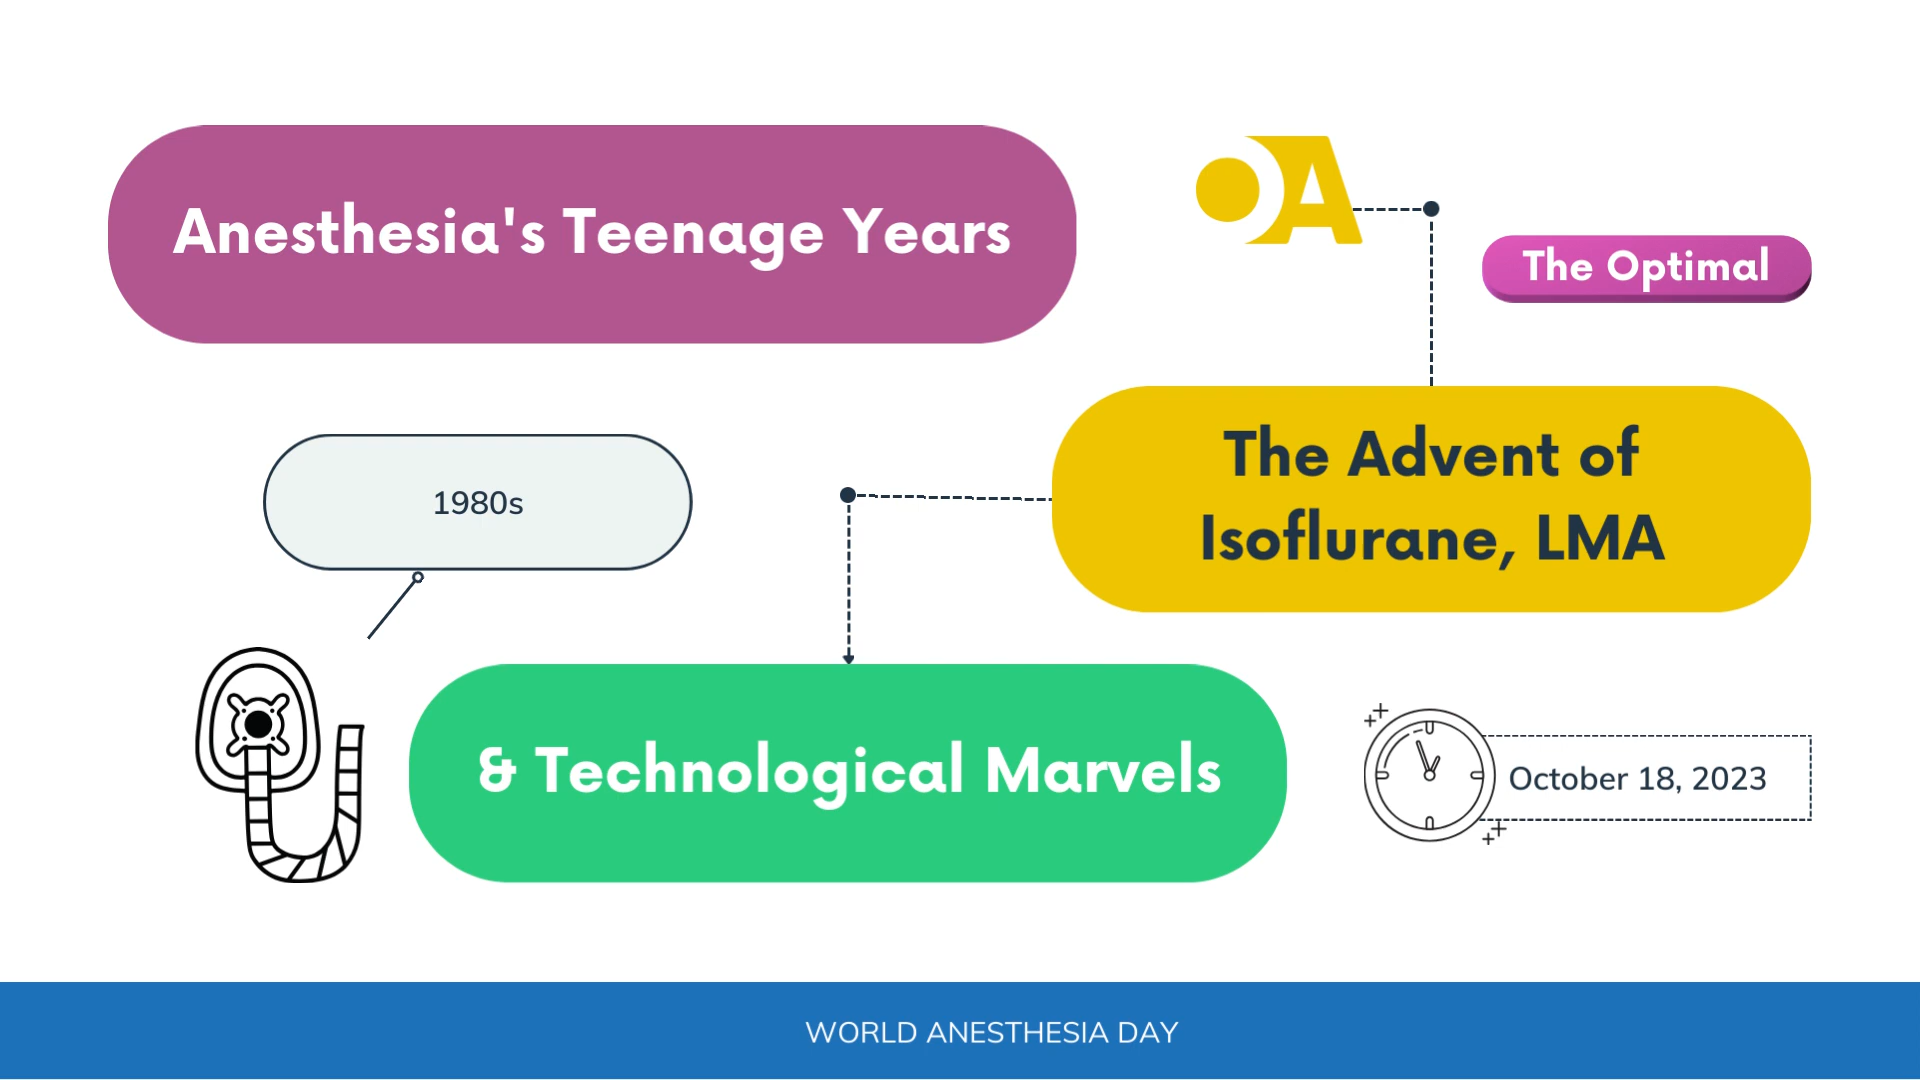 Anesthesia's Teenage Years
OA
The Optimal
The Advent of
Isoflurane, LMA
1980s
& Technological Marvels
October 18, 2023
WORLD ANESTHESIA DAY